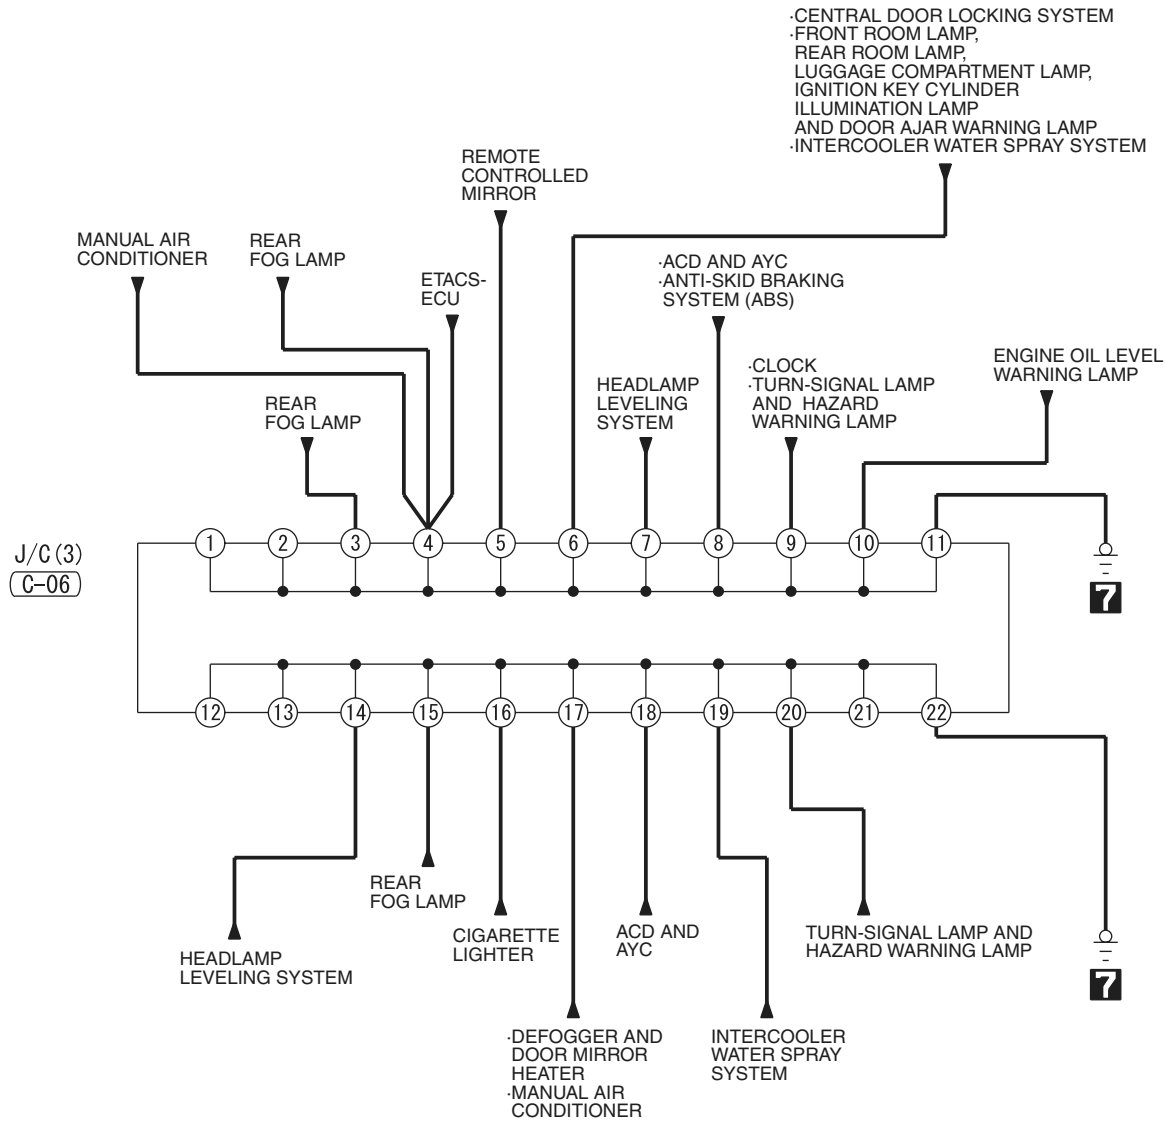 ·CENTRAL DOOR LOCKING SYSTEM
·FRONT ROOM LAMP,
REAR ROOM LAMP,
LUGGAGE COMPARTMENT LAMP,
IGNITION KEY CYLINDER
ILLUMINATION LAMP
AND DOOR AJAR WARNING LAMP
·INTERCOOLER WATER SPRAY SYSTEM
REMOTE
CONTROLLED
MIRROR
MANUAL AIR
CONDITIONER
REAR
FOG LAMP
ETACS-
ECU
·ACD AND AYC
·ANTI-SKID BRAKING
SYSTEM (ABS)
REAR
FOG LAMP
HEADLAMP
LEVELING
SYSTEM
·CLOCK
·TURN-SIGNAL LAMP
AND HAZARD
WARNING LAMP
ENGINE OIL LEVEL
WARNING LAMP
J/C (3)
C-06
1 2 3 4 5 6 7 8 9 10 11
7
12 13 14 15 16 17 18 19 20 21 22
HEADLAMP
LEVELING SYSTEM
REAR
FOG LAMP
CIGARETTE
LIGHTER
·DEFOGGER AND
DOOR MIRROR
HEATER
·MANUAL AIR
CONDITIONER
ACD AND
AYC
INTERCOOLER
WATER SPRAY
SYSTEM
TURN-SIGNAL LAMP AND
HAZARD WARNING LAMP
7